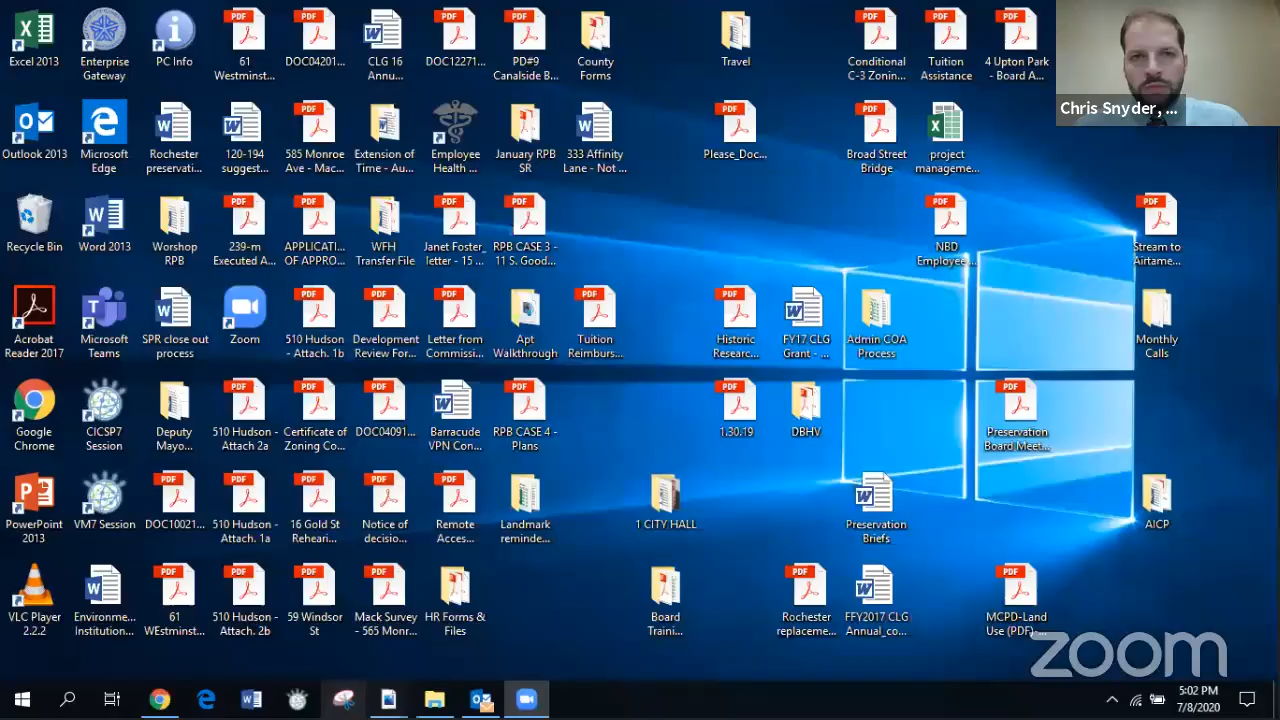 Excel 2013
Enterprise
Gateway
PC Info
61
Westminst...
DOC04201...
CLG 16
Annu...
DOC12271...
PD#9
Canalside B...
County
Forms
Travel
Conditional
C-3 Zonin...
Tuition
Assistance
4 Upton Park
- Board A...
Chris Snyder, ...
Outlook 2013
Microsoft
Edge
Rochester
preservati...
120-194
suggest...
585 Monroe
Ave - Mac...
Extension of
Time - Au...
Employee
Health ...
January RPB
SR
333 Affinity
Lane - Not ...
Please_Doc...
Broad Street
Bridge
project
manageme...
Recycle Bin
Word 2013
Worshop
RPB
239-m
Executed A...
APPLICATI...
OF APPRO...
WFH
Transfer File
Janet Foster_
letter - 15 ...
RPB CASE 3 -
11 S. Good...
NBD
Employee ...
Stream to
Airtame...
Acrobat
Reader 2017
Microsoft
Teams
SPR close out
process
Zoom
510 Hudson
- Attach. 1b
Development
Review For...
Letter from
Commissi...
Apt
Walkthrough
Tuition
Reimburs...
Historic
Researc...
FY17 CLG
Grant - ...
Admin COA
Process
Monthly
Calls
Google
Chrome
CICSP7
Session
Deputy
Mayo...
510 Hudson -
Attach 2a
Certificate of
Zoning Co...
DOC04091...
Barracude
VPN Con...
RPB CASE 4 -
Plans
1.30.19
DBHV
Preservation
Board Meet...
PowerPoint
2013
VM7 Session
DOC10021...
510 Hudson -
Attach. 1a
16 Gold St
Reheari...
Notice of
decisio...
Remote
Acces...
Landmark
reminde...
1 CITY HALL
Preservation
Briefs
AICP
VLC Player
2.2.2
Environme...
Institution...
61
WEstminst...
510 Hudson -
Attach. 2b
59 Windsor
St
Mack Survey
- 565 Monr...
HR Forms &
Files
Board
Traini...
Rochester
replaceme...
FFY2017 CLG
Annual_co...
MCPD-Land
Use (PDF)-...
zoom
5:02 PM
7/8/2020